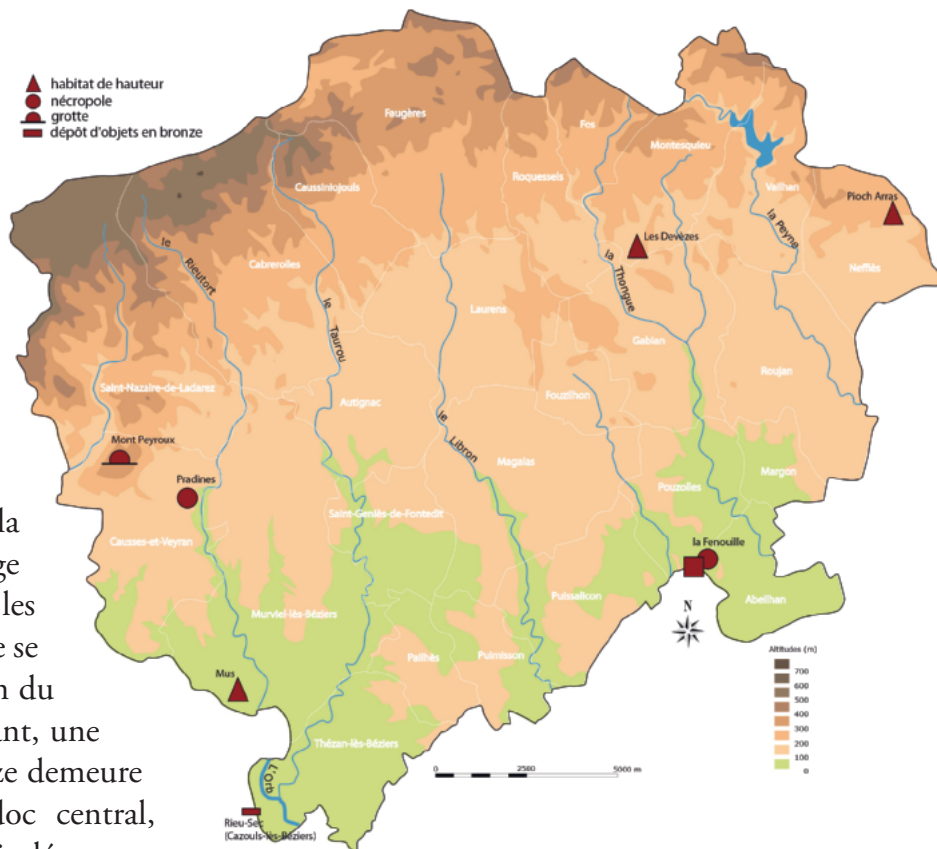 habitat de hauteur
nécropole
grotte
dépôt d'objets en bronze
Faugères
Fos
Montesquieu
Roquessels
Caussiniojouls
Vailhan
Pioch Arras
la Peyne
Les Devèzes
Neffiès
le Rieutort
Cabrerolles
la Thongue
le Taurou
Laurens
Gabian
Roujan
Saint-Nazaire-de-Ladarez
Autignac
Fouzilhon
Mont Peyroux
le Libron
Magalas
Margon
Pradines
Pouzolles
Saint-Geniès-de-Fontedit
Causses-et-Veyran
la Fenouille
Puissalicon
Abeilhan
Murviel-lès-Béziers
N
Pailhès
Puimisson
Mus
Altitudes (m)
700
600
500
400
300
200
100
0
Thézan-lès-Béziers
L'Orb
0 2500 5000 m
Rieu-Sec
(Cazouls-lès-Béziers)
la
ge
les
e se
n du
ant, une
ze demeure
doc central,